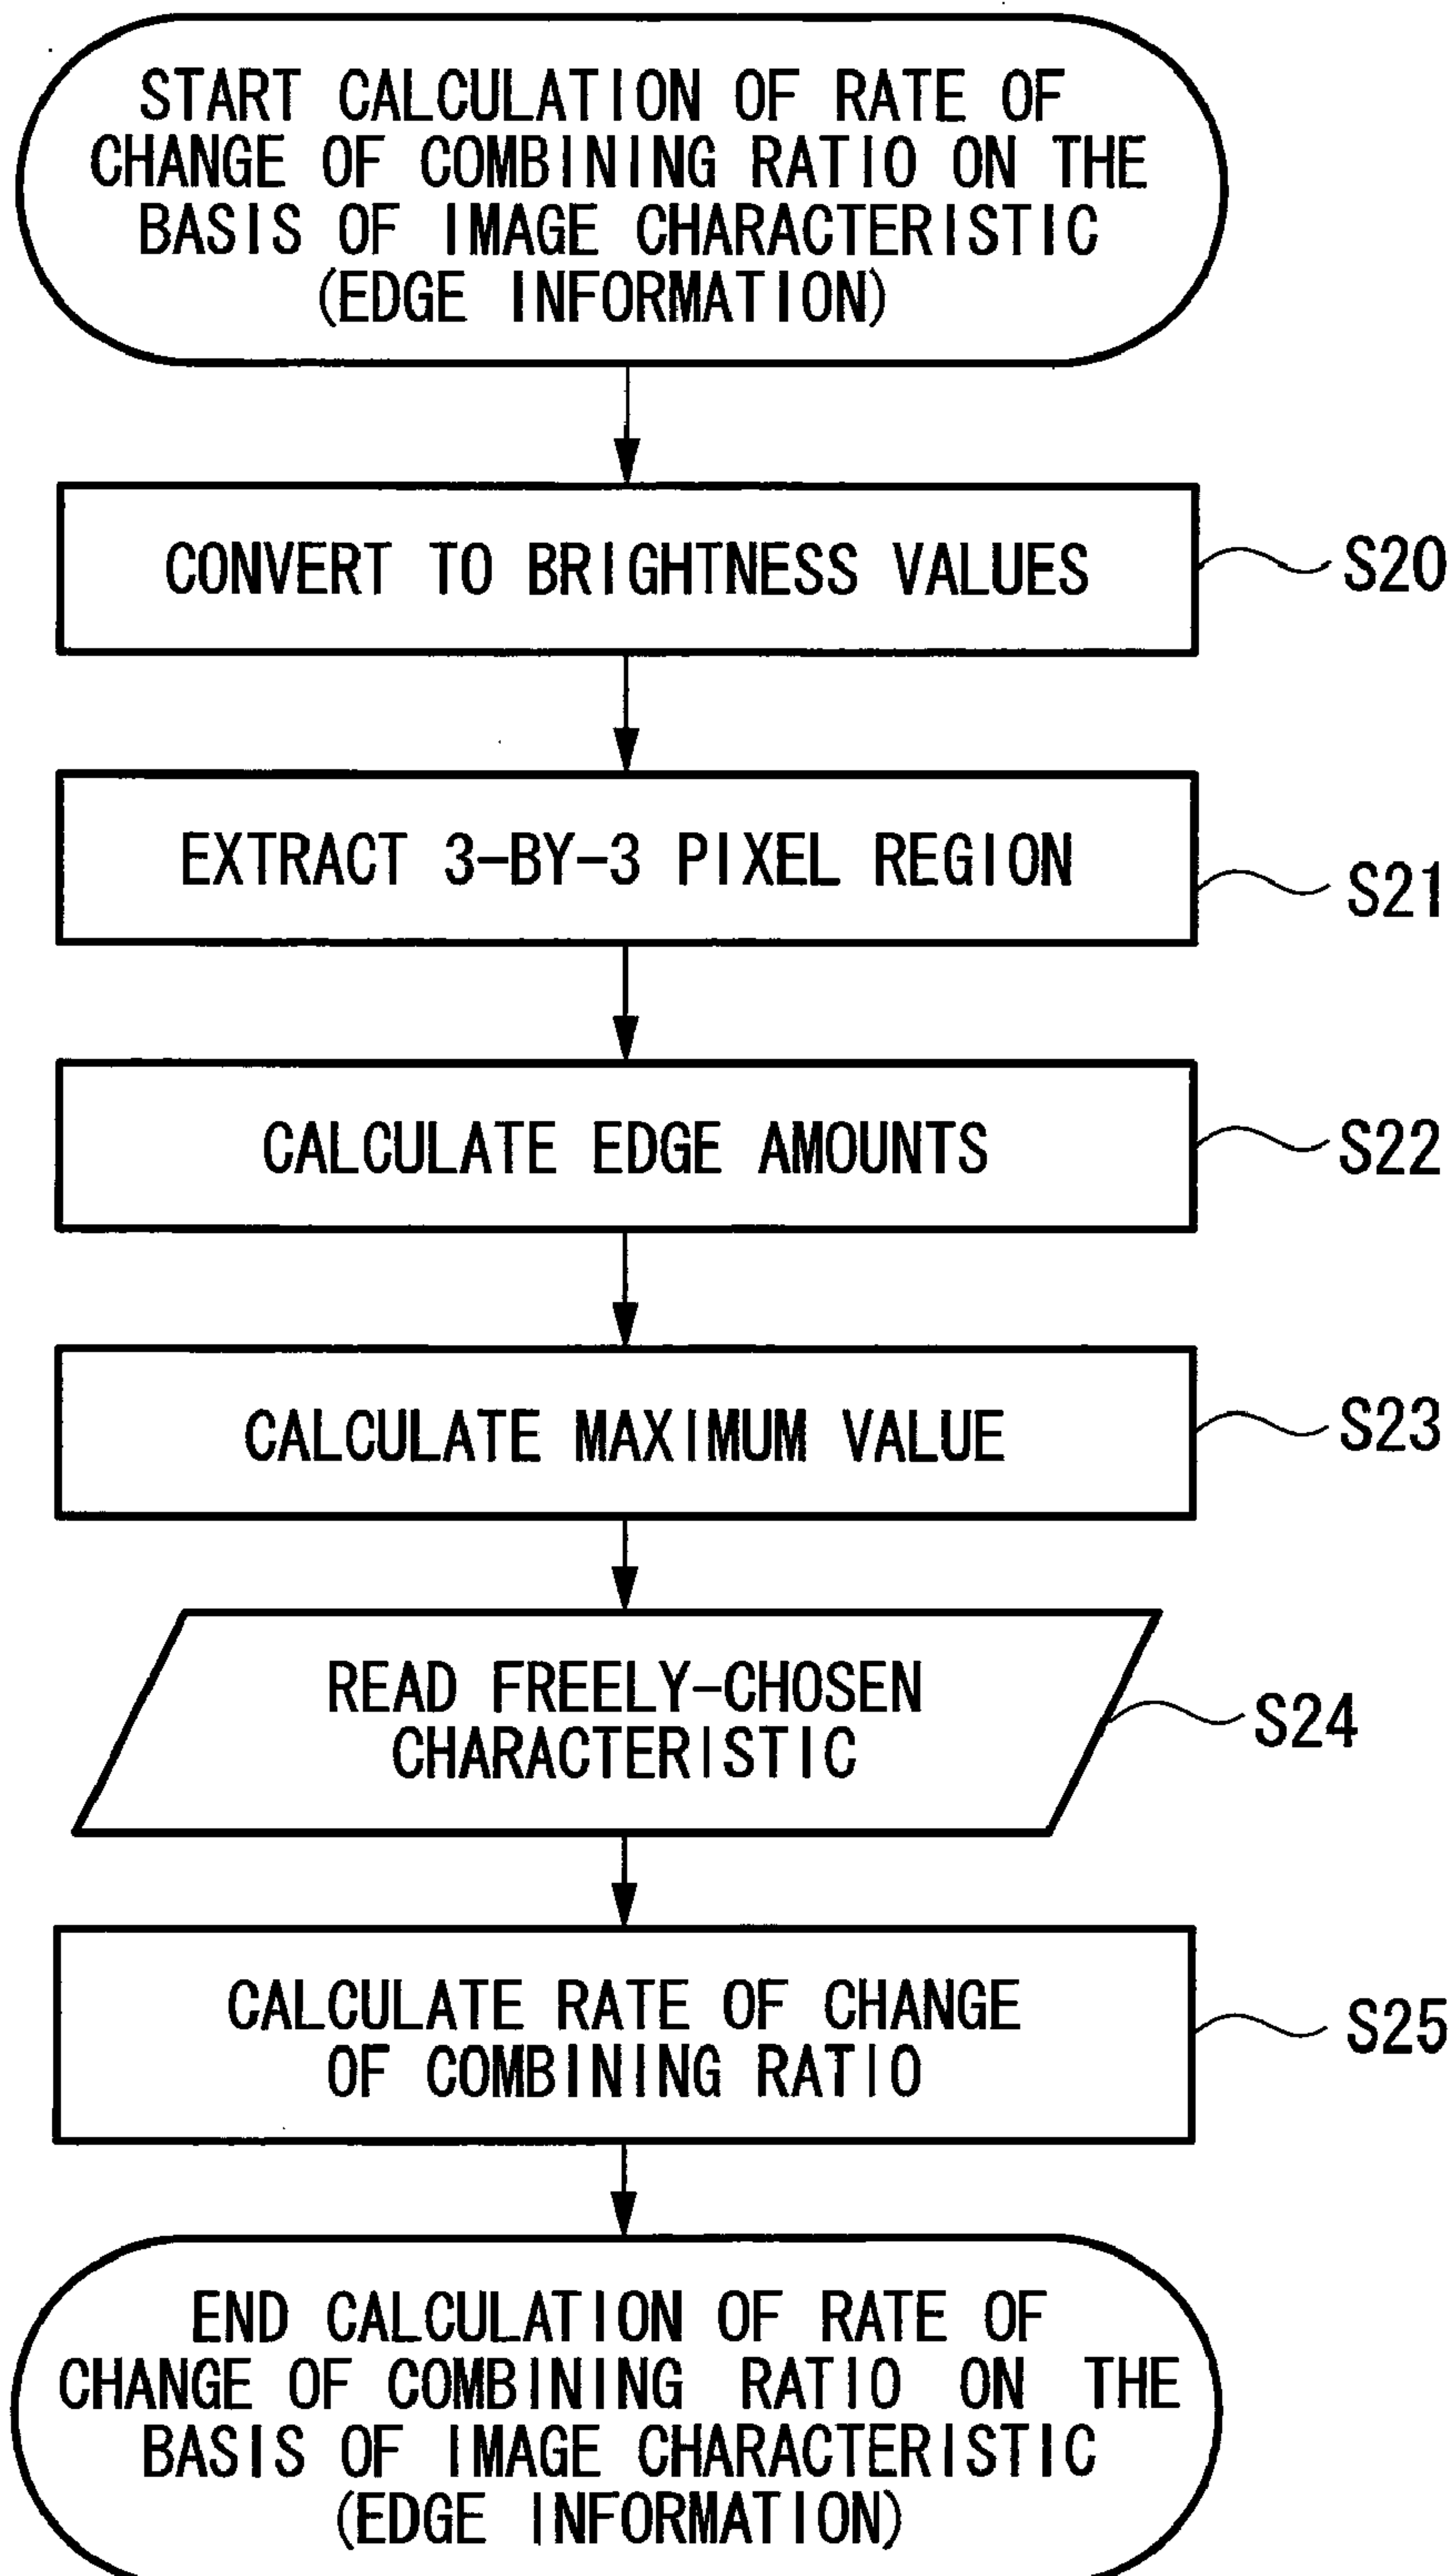 START CALCULATION OF RATE OF
CHANGE OF COMBINING RATIO ON THE
BASIS OF IMAGE CHARACTERISTIC
(EDGE INFORMATION)
CONVERT TO BRIGHTNESS VALUES
S20
EXTRACT 3-BY-3 PIXEL REGION
S21
CALCULATE EDGE AMOUNTS
S22
CALCULATE MAXIMUM VALUE
S23
READ FREELY-CHOSEN
CHARACTERISTIC
S24
CALCULATE RATE OF CHANGE
OF COMBINING RATIO
S25
END CALCULATION OF RATE OF
CHANGE OF COMBINING RATIO ON THE
BASIS OF IMAGE CHARACTERISTIC
(EDGE INFORMATION)